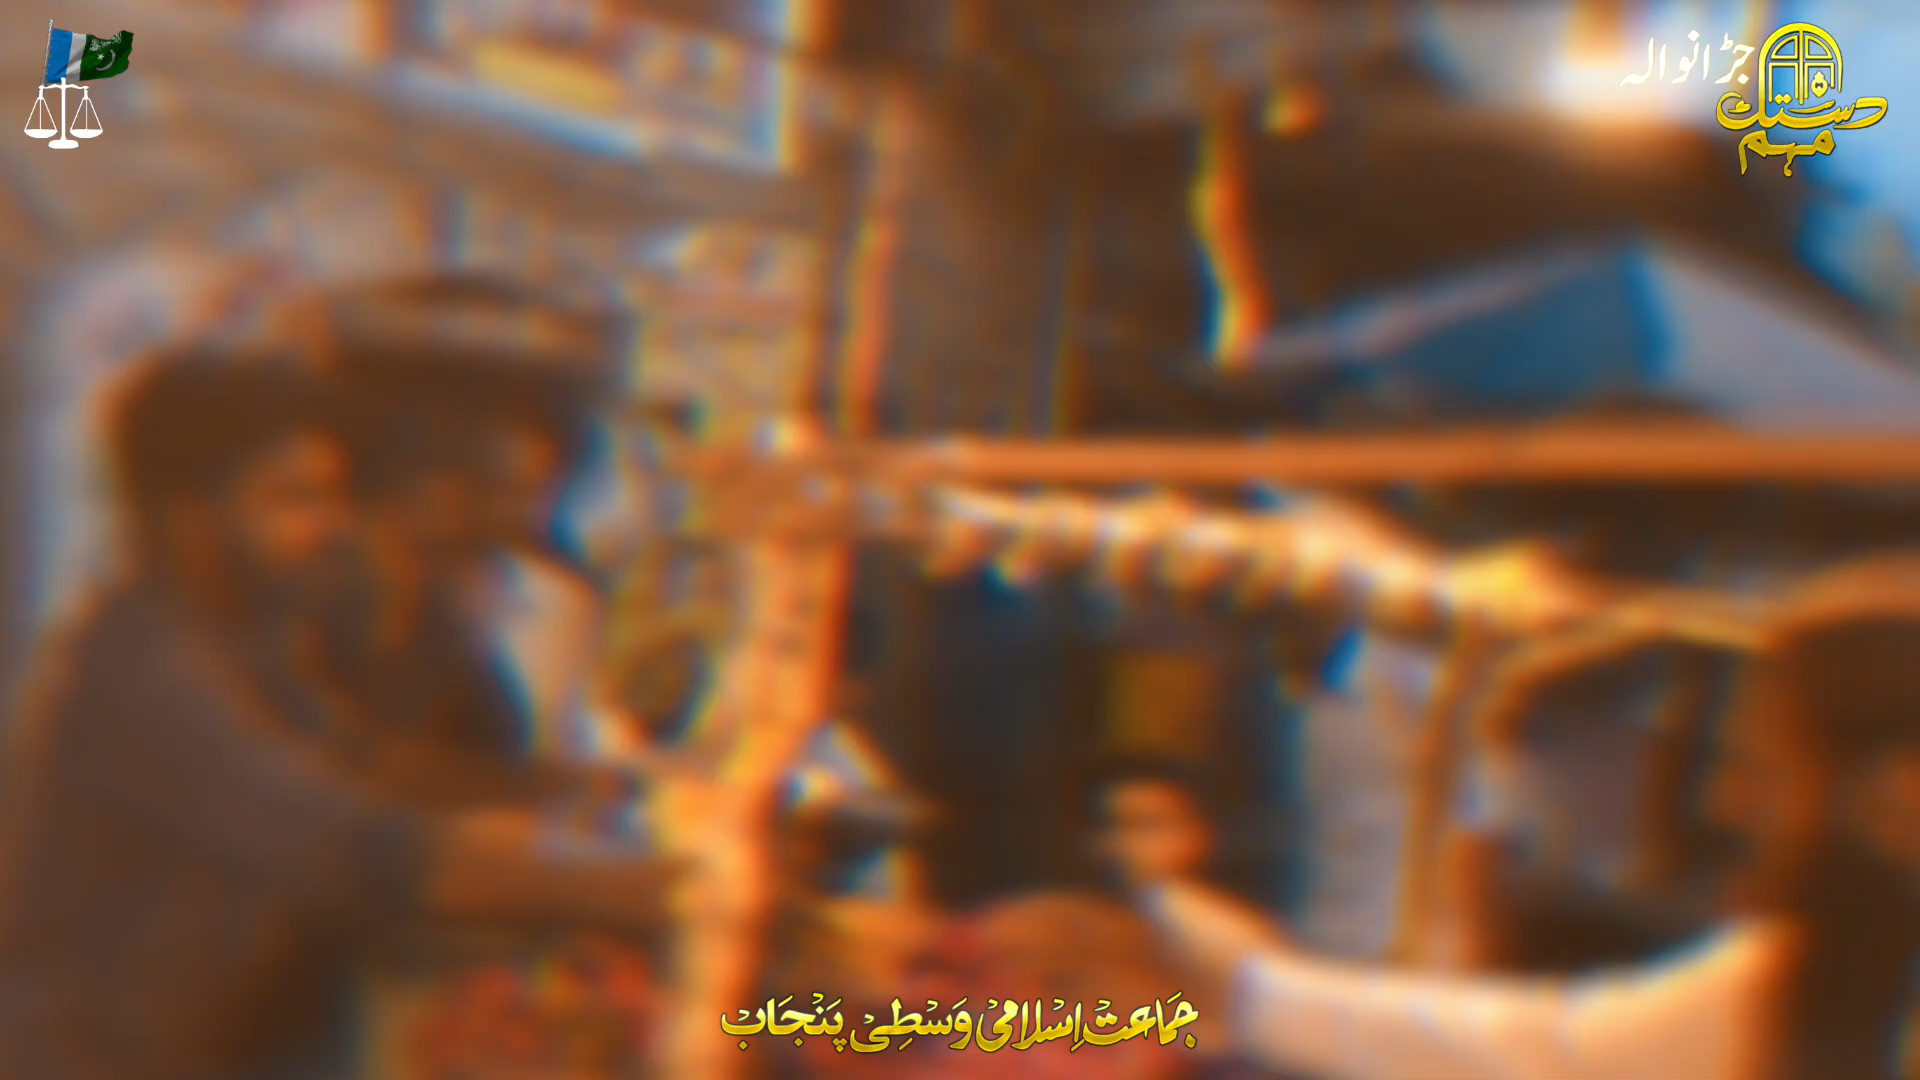 جڑانوالہ
دستک
مہم
جماعت اسلامی وسطی پنجاب